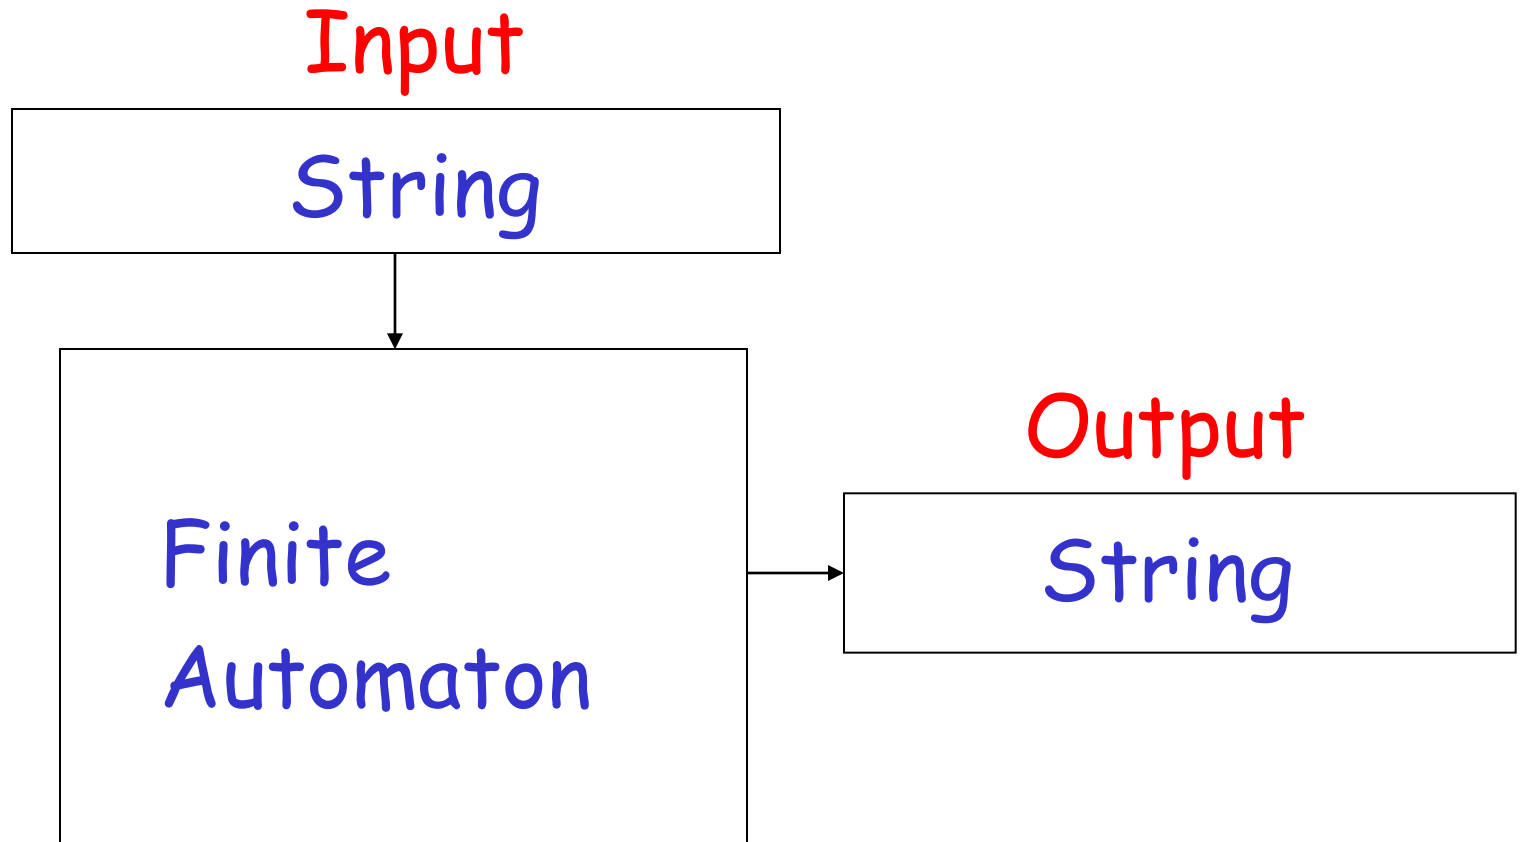 Input
String
Output
String
Finite
Automaton